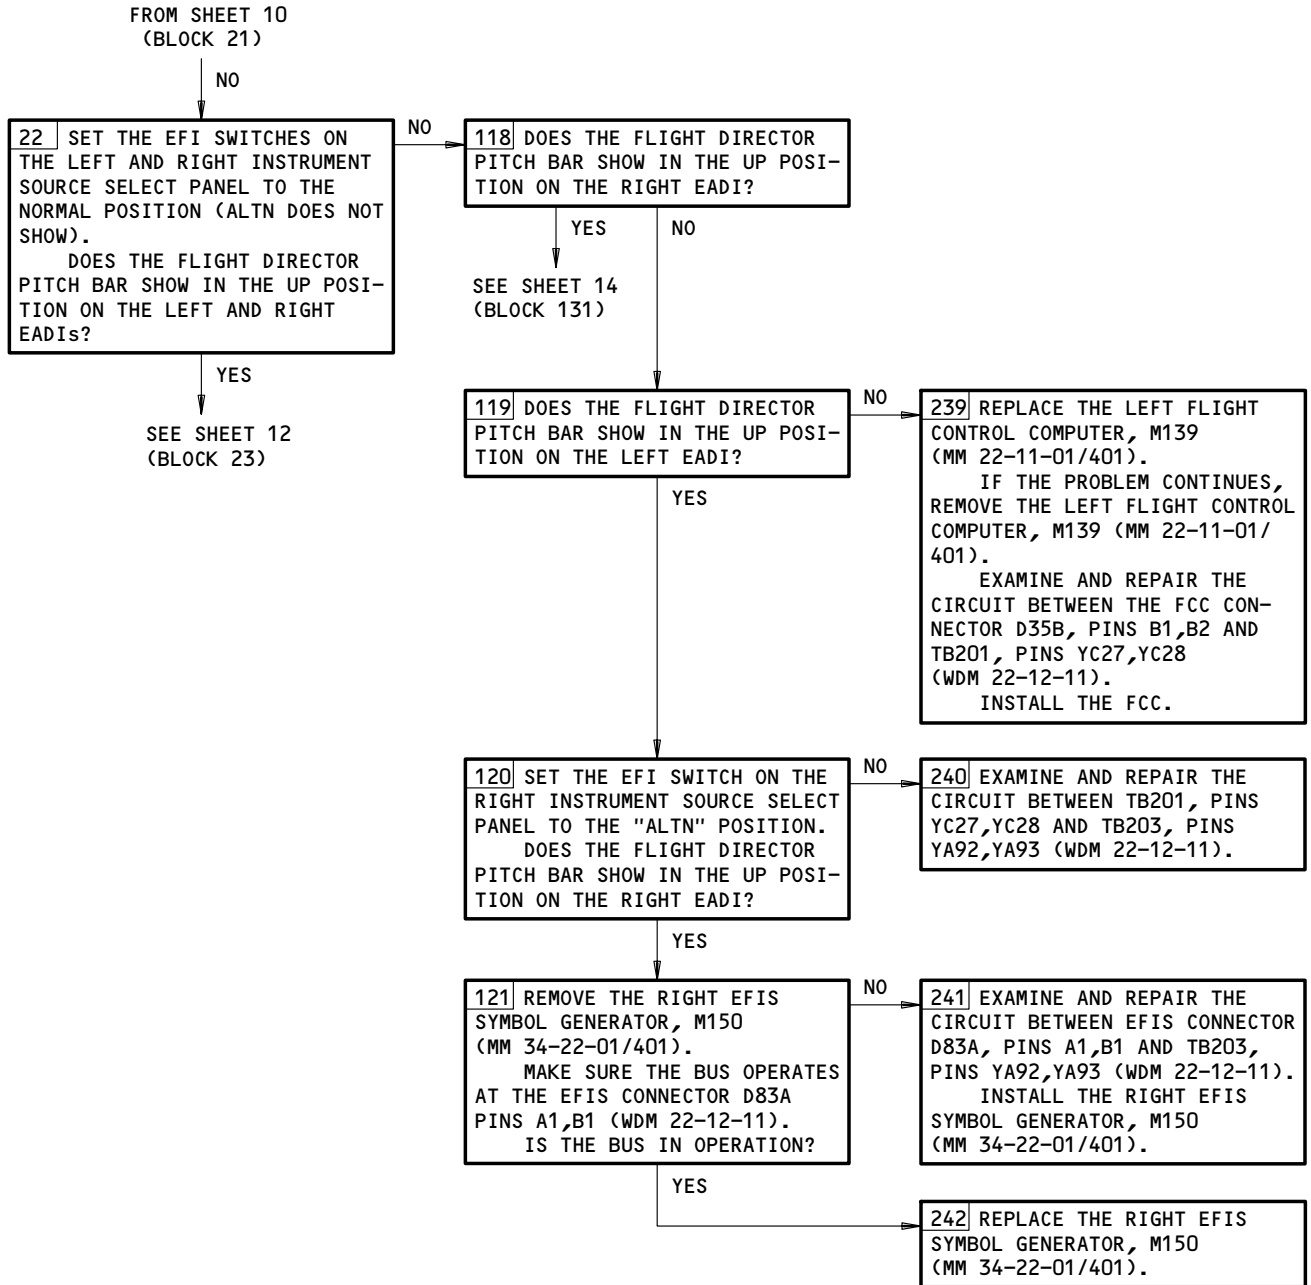 FROM SHEET 10
(BLOCK 21)
NO
22 SET THE EFI SWITCHES ON
THE LEFT AND RIGHT INSTRUMENT
SOURCE SELECT PANEL TO THE
NORMAL POSITION (ALTN DOES NOT
SHOW).
DOES THE FLIGHT DIRECTOR
PITCH BAR SHOW IN THE UP POSI-
TION ON THE LEFT AND RIGHT
EADIs?
YES
SEE SHEET 12
(BLOCK 23)
NO
118 DOES THE FLIGHT DIRECTOR
PITCH BAR SHOW IN THE UP POSI-
TION ON THE RIGHT EADI?
YES
SEE SHEET 14
(BLOCK 131)
NO
119 DOES THE FLIGHT DIRECTOR
PITCH BAR SHOW IN THE UP POSI-
TION ON THE LEFT EADI?
NO
239 REPLACE THE LEFT FLIGHT
CONTROL COMPUTER, M139
(MM 22-11-01/401).
IF THE PROBLEM CONTINUES,
REMOVE THE LEFT FLIGHT CONTROL
COMPUTER, M139 (MM 22-11-01/
401).
EXAMINE AND REPAIR THE
CIRCUIT BETWEEN THE FCC CON-
NECTOR D35B, PINS B1,B2 AND
TB201, PINS YC27,YC28
(WDM 22-12-11).
INSTALL THE FCC.
YES
120 SET THE EFI SWITCH ON THE
RIGHT INSTRUMENT SOURCE SELECT
PANEL TO THE "ALTN" POSITION.
DOES THE FLIGHT DIRECTOR
PITCH BAR SHOW IN THE UP POSI-
TION ON THE RIGHT EADI?
NO
240 EXAMINE AND REPAIR THE
CIRCUIT BETWEEN TB201, PINS
YC27,YC28 AND TB203, PINS
YA92,YA93 (WDM 22-12-11).
YES
121 REMOVE THE RIGHT EFIS
SYMBOL GENERATOR, M150
(MM 34-22-01/401).
MAKE SURE THE BUS OPERATES
AT THE EFIS CONNECTOR D83A
PINS A1,B1 (WDM 22-12-11).
IS THE BUS IN OPERATION?
NO
241 EXAMINE AND REPAIR THE
CIRCUIT BETWEEN EFIS CONNECTOR
D83A, PINS A1,B1 AND TB203,
PINS YA92,YA93 (WDM 22-12-11).
INSTALL THE RIGHT EFIS
SYMBOL GENERATOR, M150
(MM 34-22-01/401).
YES
242 REPLACE THE RIGHT EFIS
SYMBOL GENERATOR, M150
(MM 34-22-01/401).